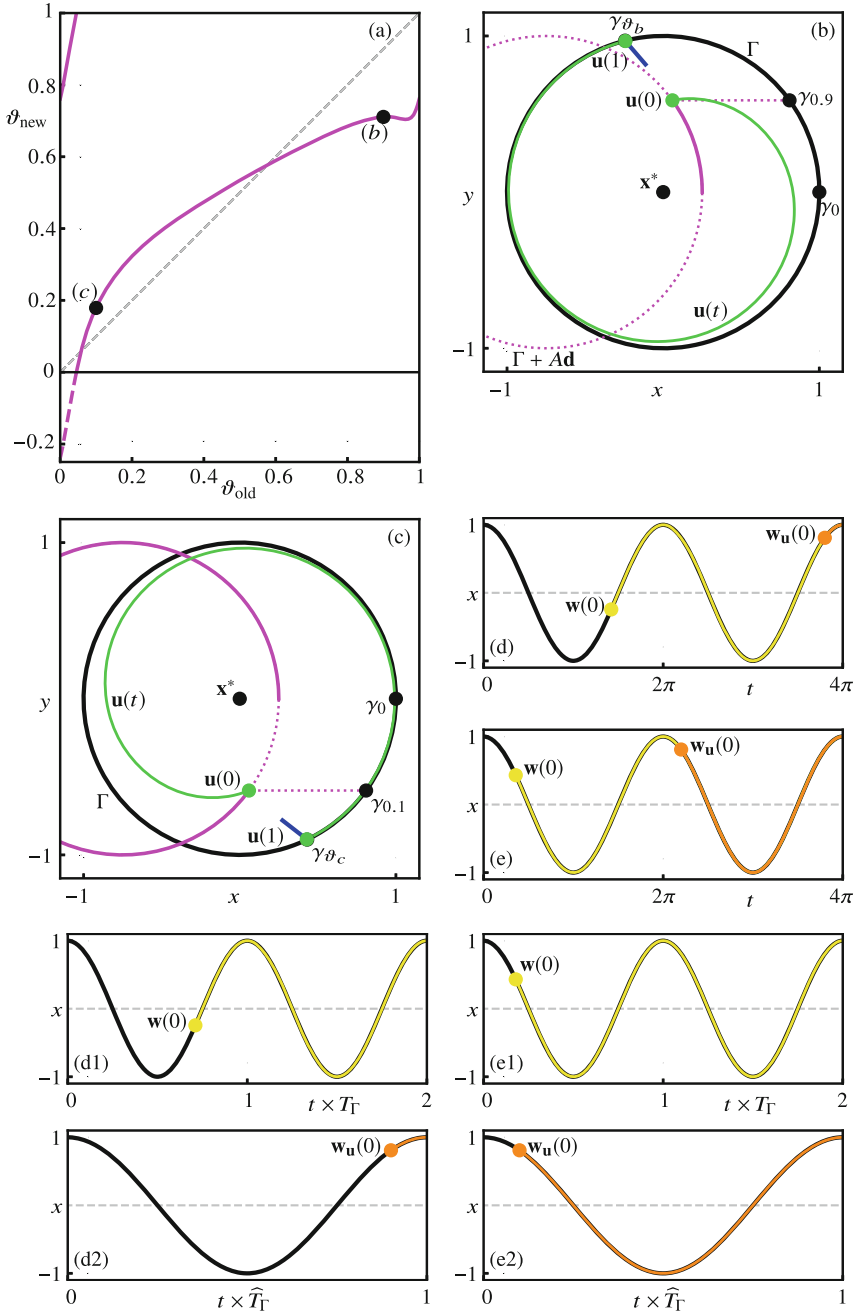 (a)
1
0.8
ϑnew
(b)
0.6
0.4
(c)
0.2
0
−0.2
0 0.2 0.4 0.6 0.8 1
ϑold
(b)
γϑb
1
Γ
u(1)
u(0)
γ0.9
x*
y
γ0
u(t)
−1
Γ + Ad
−1 x 1
(c)
1
x*
y
γ0
u(t)
Γ
u(0)
γ0.1
u(1)
γϑc
−1
−1 x 1
1
wu(0)
x
w(0)
−1
(d)
0 2π t 4π
1
wu(0)
w(0)
x
−1
(e)
0 2π t 4π
1
x
w(0)
−1
(d1)
0 1 t × TΓ 2
1
w(0)
x
−1
(e1)
0 1 t × TΓ 2
1
wu(0)
x
−1
(d2)
0 t × T̂Γ 1
1
wu(0)
x
−1
(e2)
0 t × T̂Γ 1